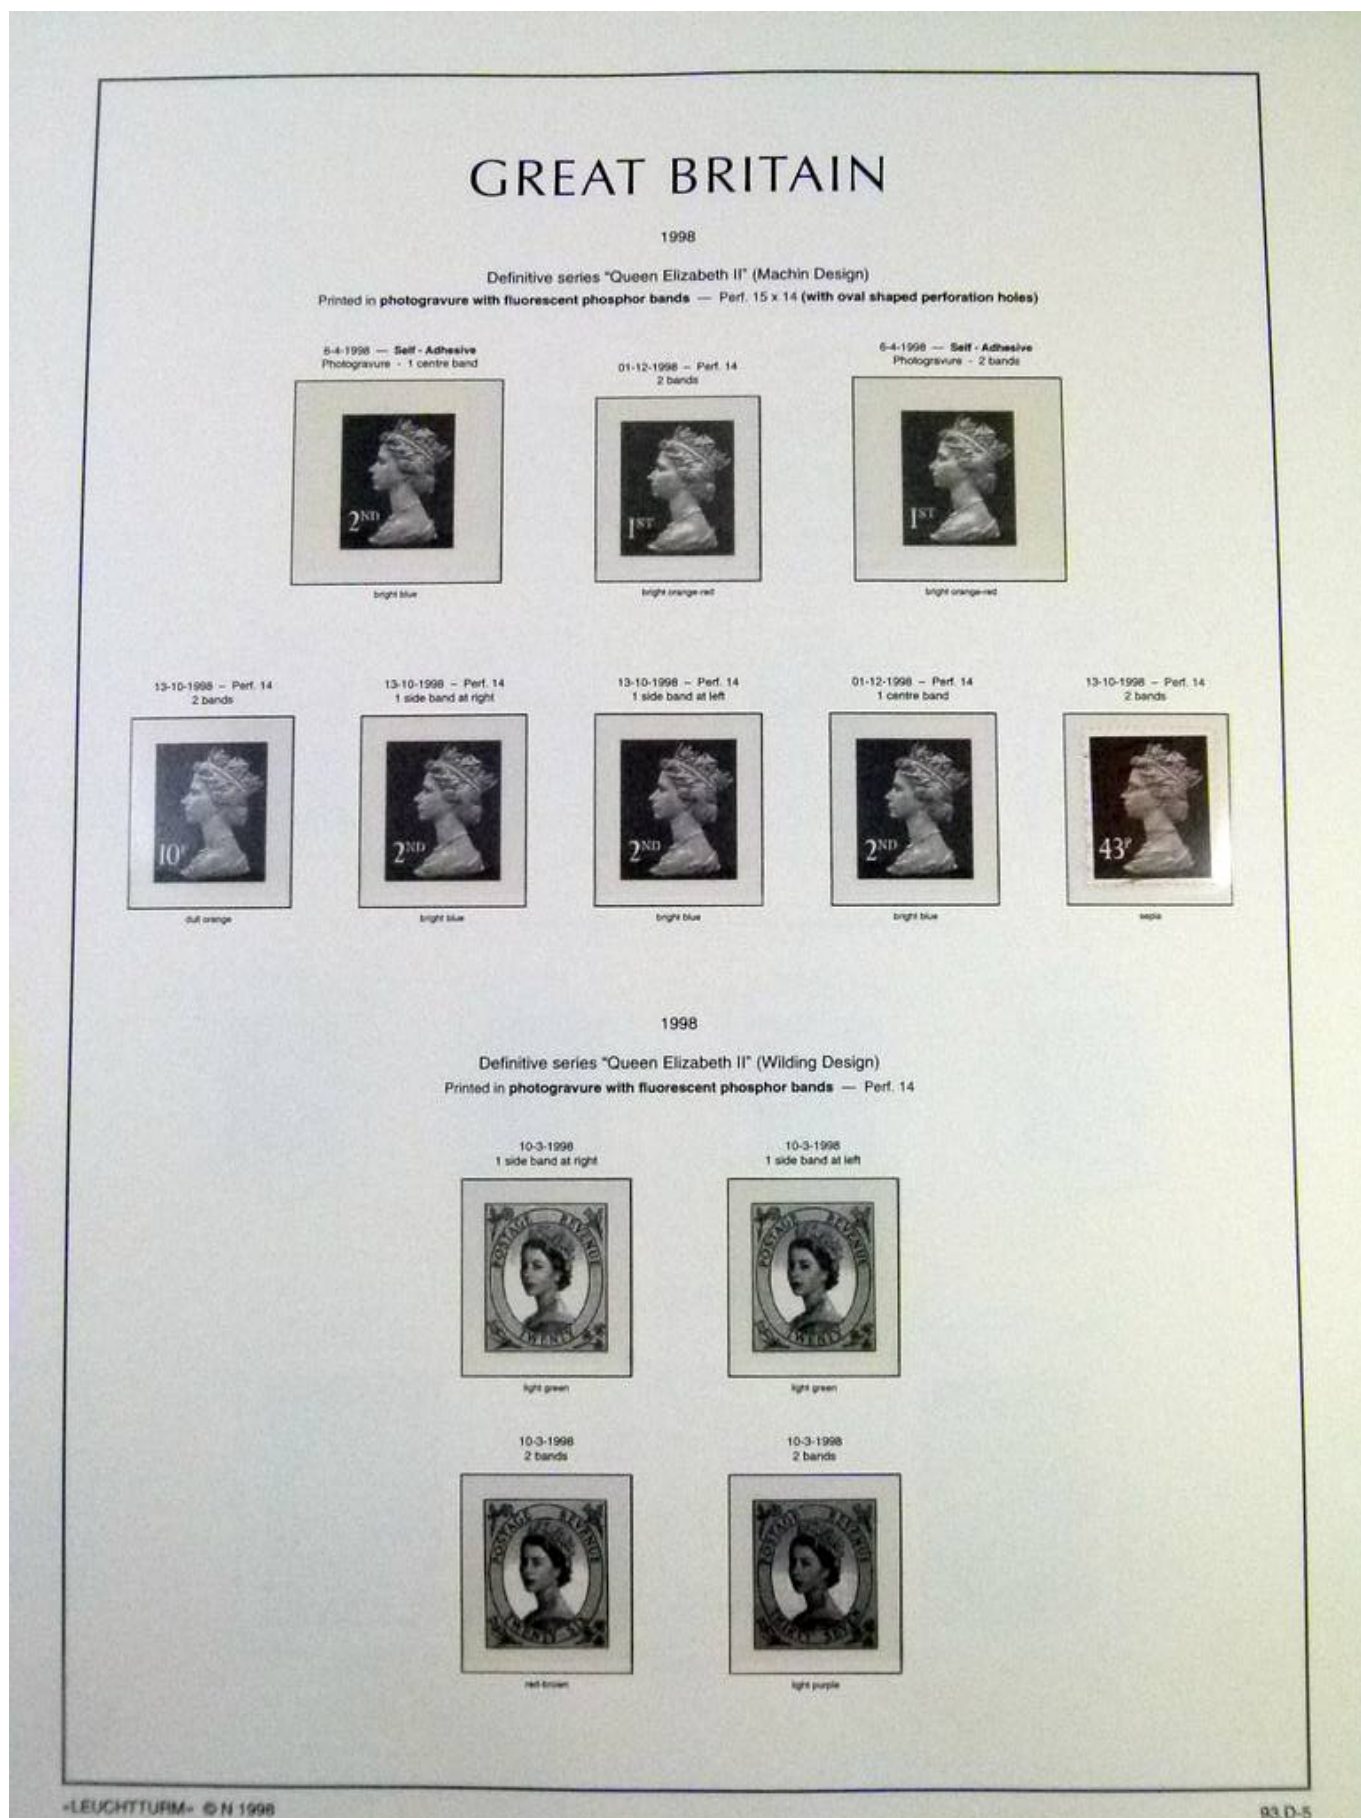 GREAT BRITAIN
1998
Definitive series "Queen Elizabeth II" (Machin Design)
Printed in photogravure with fluorescent phosphor bands — Perf. 15 x 14 (with oval shaped perforation holes)
6-4-1998 — Self - Adhesive
Photogravure - 1 centre band
2ND
bright blue
01-12-1998 – Perf. 14
2 bands
1ST
bright orange-red
6-4-1998 — Self - Adhesive
Photogravure - 2 bands
1ST
bright orange-red
13-10-1998 – Perf. 14
2 bands
10P
dull orange
13-10-1998 – Perf. 14
1 side band at right
2ND
bright blue
13-10-1998 – Perf. 14
1 side band at left
2ND
bright blue
01-12-1998 – Perf. 14
1 centre band
2ND
bright blue
13-10-1998 – Perf. 14
2 bands
43P
sepia
1998
Definitive series "Queen Elizabeth II" (Wilding Design)
Printed in photogravure with fluorescent phosphor bands — Perf. 14
10-3-1998
1 side band at right
POSTAGE REVENUE
TWENTY
light green
10-3-1998
1 side band at left
POSTAGE REVENUE
TWENTY
light green
10-3-1998
2 bands
POSTAGE REVENUE
TWENTY SIX
red-brown
10-3-1998
2 bands
POSTAGE REVENUE
THIRTY SEVEN
light purple
»LEUCHTTURM« © N 1998
93 D-5